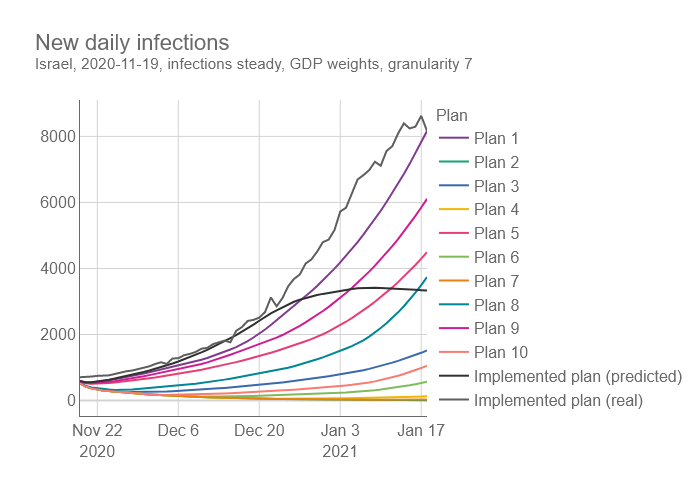 New daily infections
Israel, 2020-11-19, infections steady, GDP weights, granularity 7
Plan
8000
6000
4000
2000
0
Plan 1
Plan 2
Plan 3
Plan 4
Plan 5
Plan 6
Plan 7
Plan 8
Plan 9
Plan 10
Implemented plan (predicted)
Implemented plan (real)
Nov 22 Dec 6 Dec 20 Jan 3 Jan 17
2020 2021